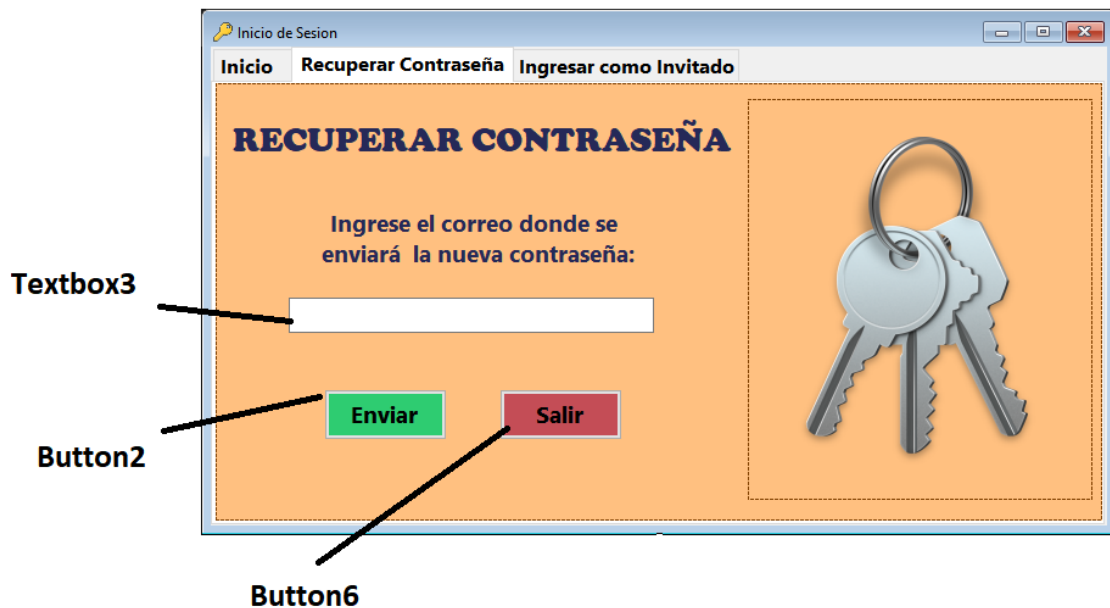 Inicio de Sesion
Inicio Recuperar Contraseña Ingresar como Invitado
RECUPERAR CONTRASEÑA
Ingrese el correo donde se
enviará la nueva contraseña:
Textbox3
Enviar Salir
Button2
Button6